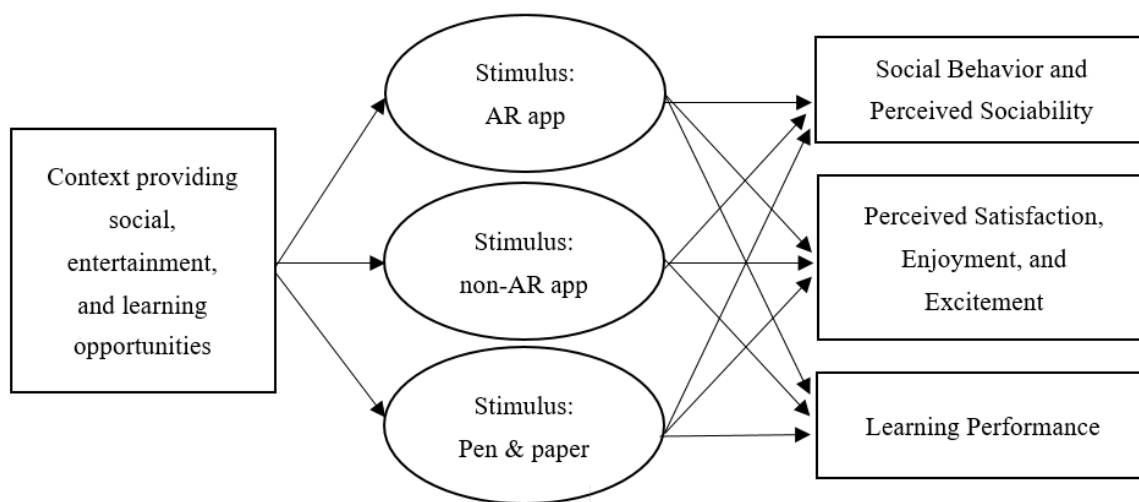 Context providing
social,
entertainment,
and learning
opportunities
Stimulus:
AR app
Stimulus:
non-AR app
Stimulus:
Pen & paper
Social Behavior and
Perceived Sociability
Perceived Satisfaction,
Enjoyment, and
Excitement
Learning Performance